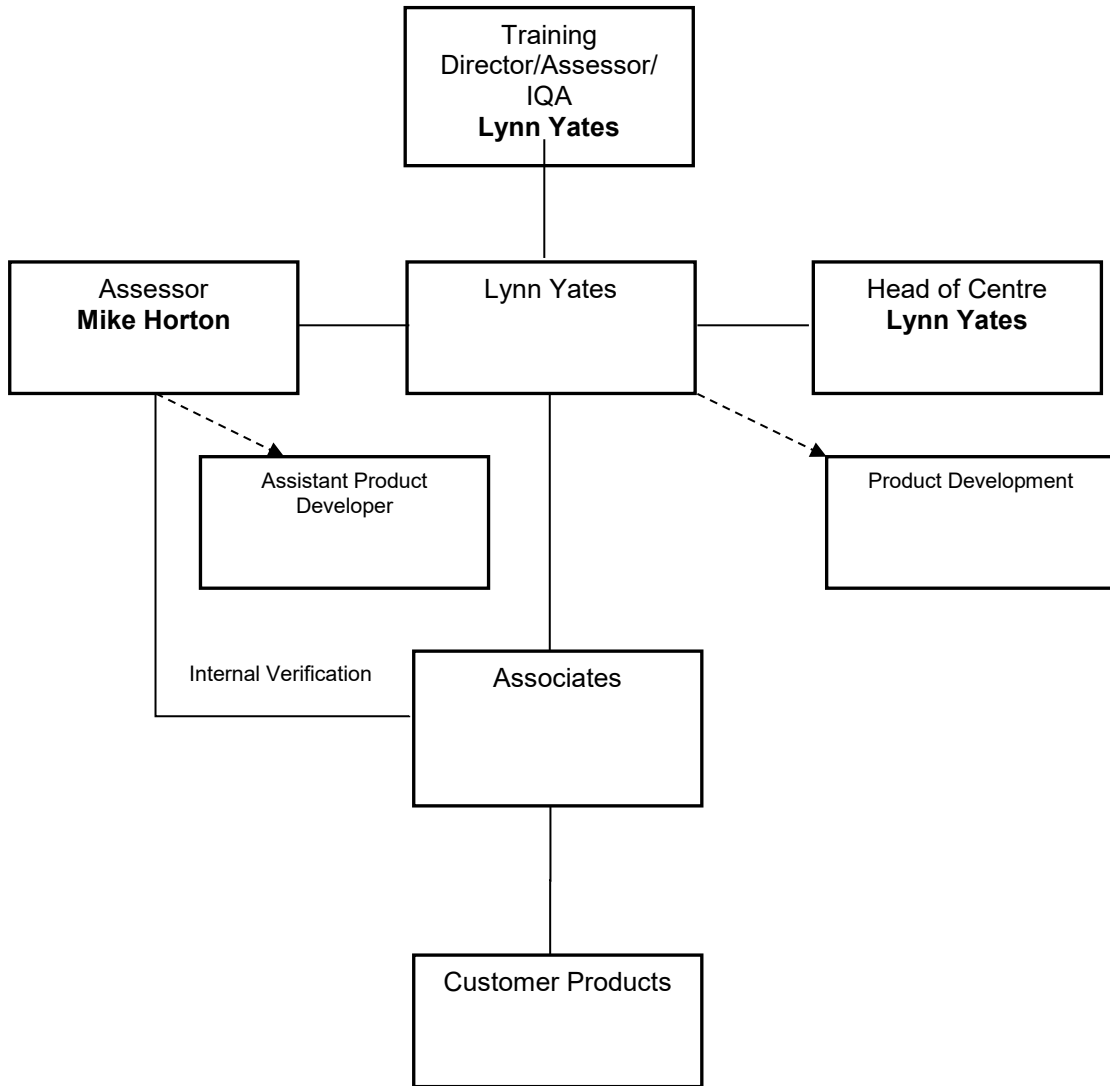 Training
Director/Assessor/
IQA
Lynn Yates
Assessor
Mike Horton
Lynn Yates
Head of Centre
Lynn Yates
Assistant Product
Developer
Product Development
Internal Verification
Associates
Customer Products